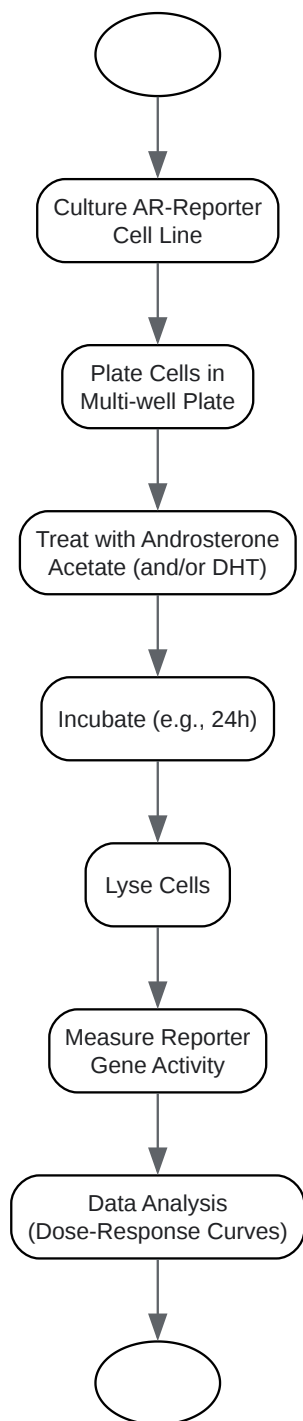 Culture AR-Reporter
Cell Line
Plate Cells in
Multi-well Plate
Treat with Androsterone
Acetate (and/or DHT)
Incubate (e.g., 24h)
Lyse Cells
Measure Reporter
Gene Activity
Data Analysis
(Dose-Response Curves)